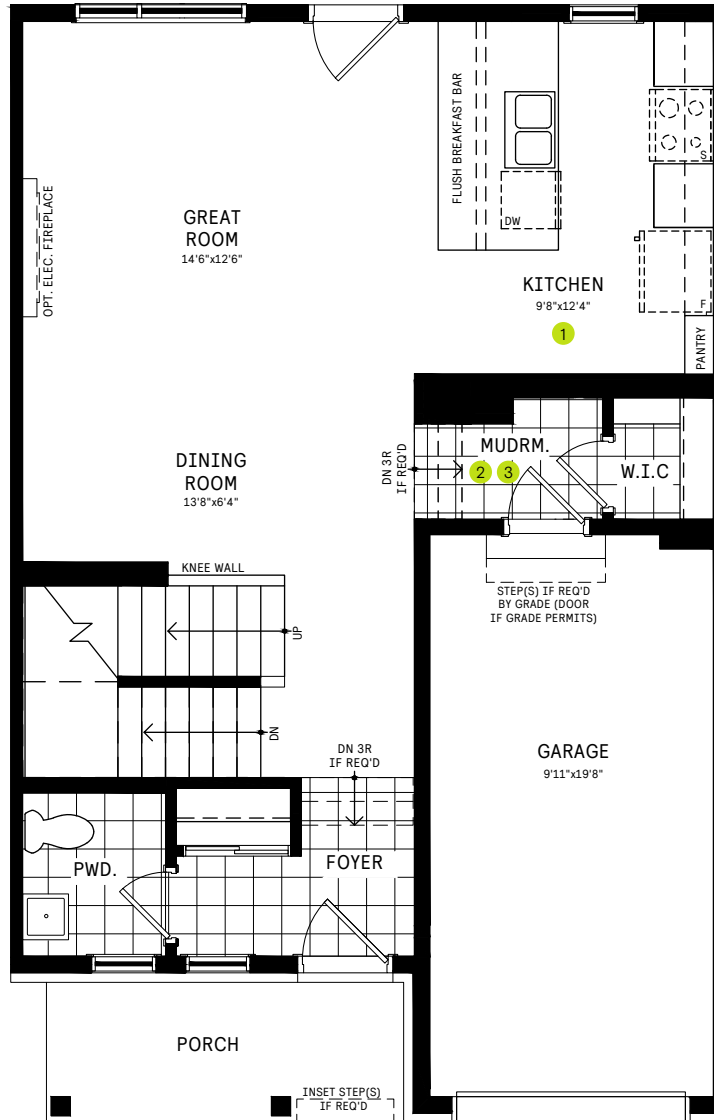 FLUSH BREAKFAST BAR
S
DW
OPT. ELEC. FIREPLACE
GREAT
ROOM
14'6"x12'6"
KITCHEN
9'8"x12'4"
F
1
PANTRY
DINING
ROOM
13'8"x6'4"
DN 3R
IF REQ'D
MUDRM.
2 3
W.I.C
KNEE WALL
STEP(S) IF REQ'D
BY GRADE (DOOR
IF GRADE PERMITS)
UP
DN
DN 3R
IF REQ'D
GARAGE
9'11"x19'8"
PWD.
FOYER
PORCH
INSET STEP(S)
IF REQ'D